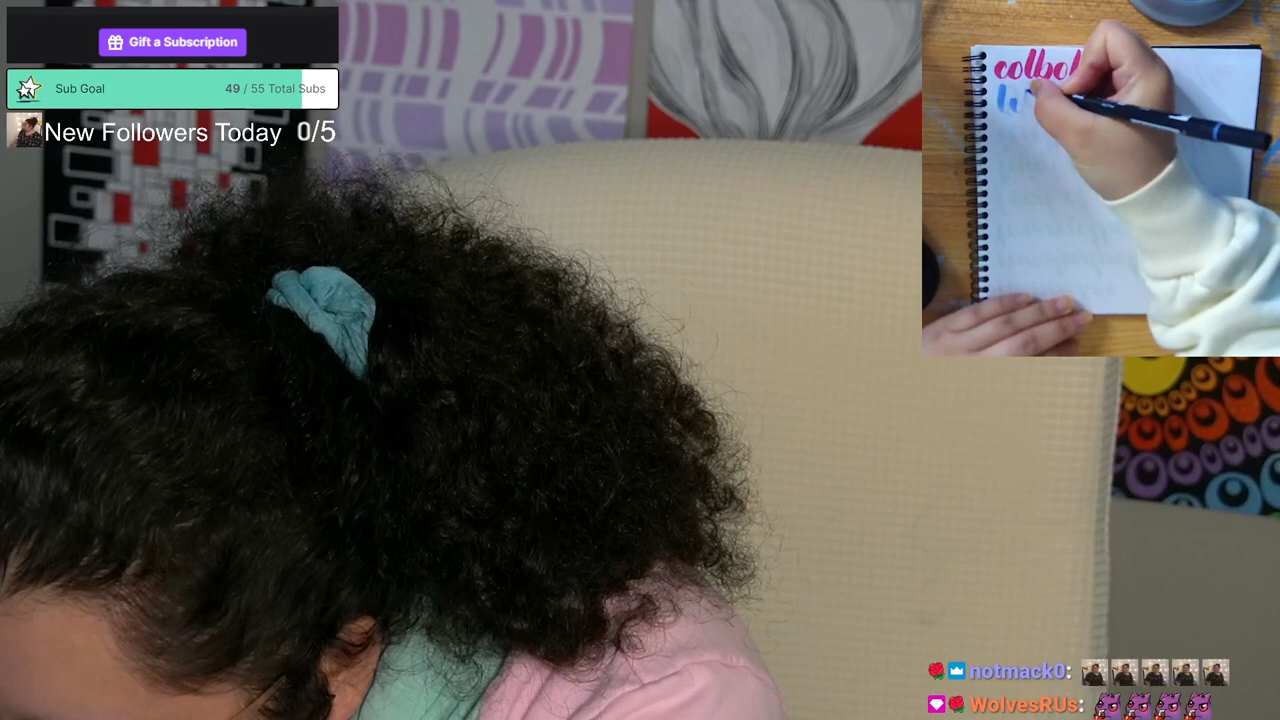 Gift a Subscription
Sub Goal 49 / 55 Total Subs
New Followers Today 0/5
notmack0:
WolvesRUs: